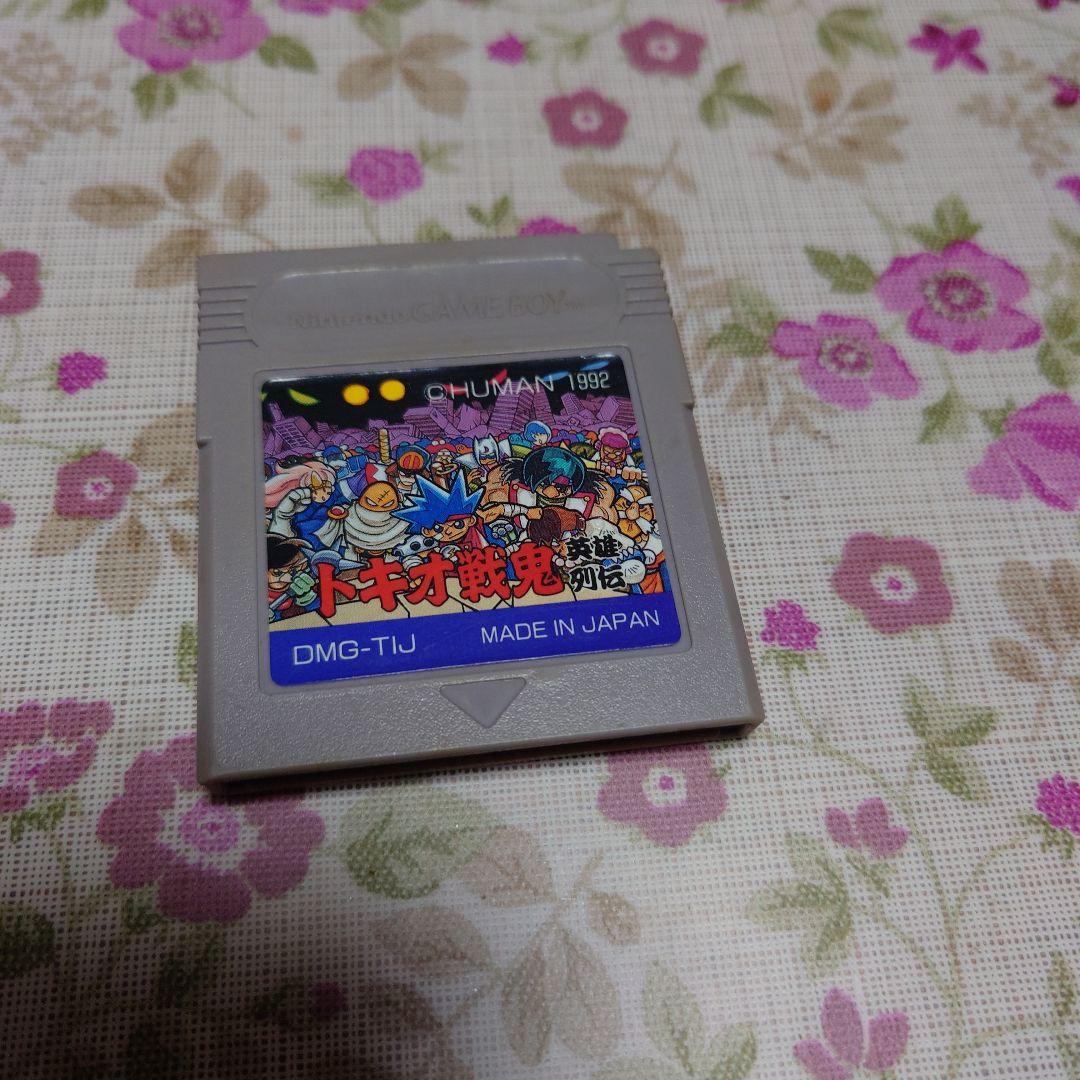 Nintendo GAME BOY
©HUMAN 1992
トキオ戦鬼
英雄
列伝
DMG-TIJ
MADE IN JAPAN